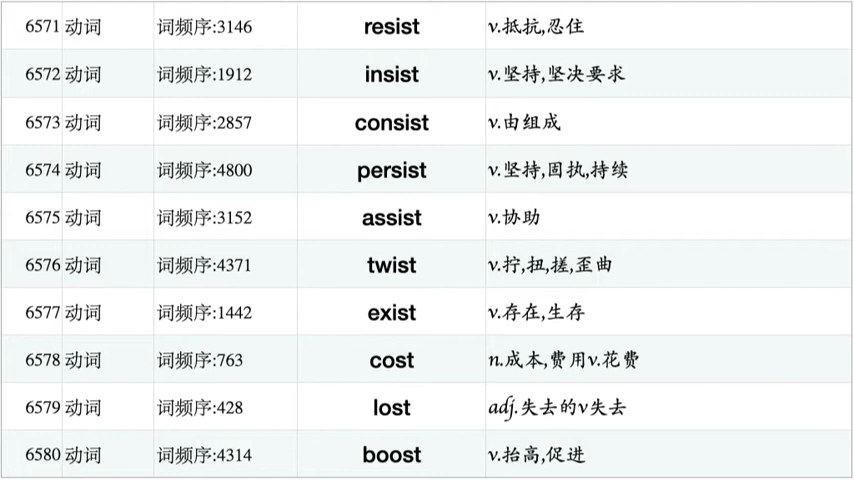 6571 动词 词频序:3146 resist v.抵抗,忍住
6572 动词 词频序:1912 insist v.坚持,坚决要求
6573 动词 词频序:2857 consist v.由组成
6574 动词 词频序:4800 persist v.坚持,固执,持续
6575 动词 词频序:3152 assist v.协助
6576 动词 词频序:4371 twist v.拧,扭,搓,歪曲
6577 动词 词频序:1442 exist v.存在,生存
6578 动词 词频序:763 cost n.成本,费用v.花费
6579 动词 词频序:428 lost adj.失去的v失去
6580 动词 词频序:4314 boost v.抬高,促进